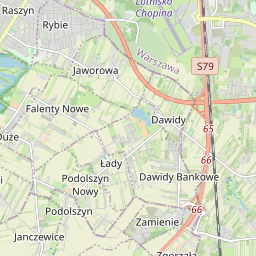 Lotnisko
Chopina
Raszyn
Rybie
Warszawa
S79
Jaworowa
Falenty Nowe
Dawidy
65
Duże
Łady
66
Podolszyn
Nowy
Dawidy Bankowe
Podolszyn
66
Zamienie
Janczewice
Zgorzała